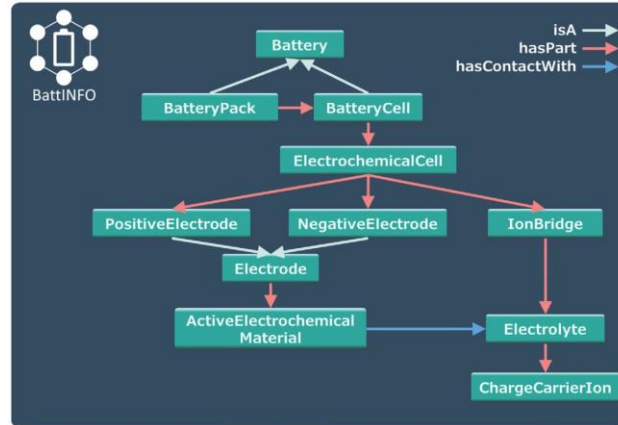 isA
Battery
hasPart
hasContactWith
BattINFO
BatteryPack
BatteryCell
ElectrochemicalCell
PositiveElectrode
NegativeElectrode
IonBridge
Electrode
ActiveElectrochemical
Material
Electrolyte
ChargeCarrierIon